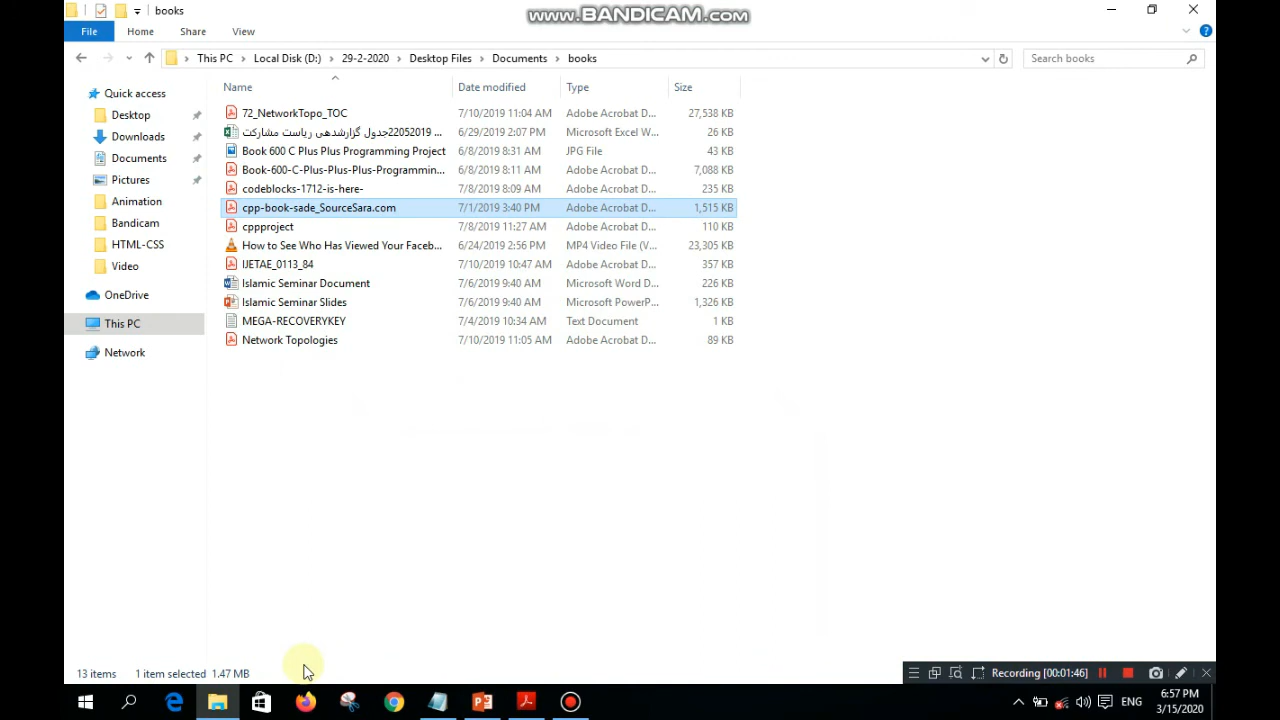 books
www.BANDICAM.com
File Home Share View
This PC > Local Disk (D:) > 29-2-2020 > Desktop Files > Documents > books
Search books
Name Date modified Type Size
Quick access
Desktop
Downloads
Documents
Pictures
Animation
Bandicam
HTML-CSS
Video
OneDrive
This PC
Network
72_NetworkTopo_TOC 7/10/2019 11:04 AM Adobe Acrobat D... 27,538 KB
22052019جدول گزارشدهی ریاست مشارکت ... 6/29/2019 2:07 PM Microsoft Excel W... 26 KB
Book 600 C Plus Plus Programming Project 6/8/2019 8:31 AM JPG File 43 KB
Book-600-C-Plus-Plus-Plus-Programmin... 6/8/2019 8:11 AM Adobe Acrobat D... 7,088 KB
codeblocks-1712-is-here- 7/8/2019 8:09 AM Adobe Acrobat D... 235 KB
cpp-book-sade_SourceSara.com 7/1/2019 3:40 PM Adobe Acrobat D... 1,515 KB
cppproject 7/8/2019 11:27 AM Adobe Acrobat D... 110 KB
How to See Who Has Viewed Your Faceb... 6/24/2019 2:56 PM MP4 Video File (V... 23,305 KB
IJETAE_0113_84 7/10/2019 10:47 AM Adobe Acrobat D... 357 KB
Islamic Seminar Document 7/6/2019 9:40 AM Microsoft Word D... 226 KB
Islamic Seminar Slides 7/6/2019 9:40 AM Microsoft PowerP... 1,326 KB
MEGA-RECOVERYKEY 7/4/2019 10:34 AM Text Document 1 KB
Network Topologies 7/10/2019 11:05 AM Adobe Acrobat D... 89 KB
13 items 1 item selected 1.47 MB
Recording [00:01:46]
ENG
6:57 PM
3/15/2020